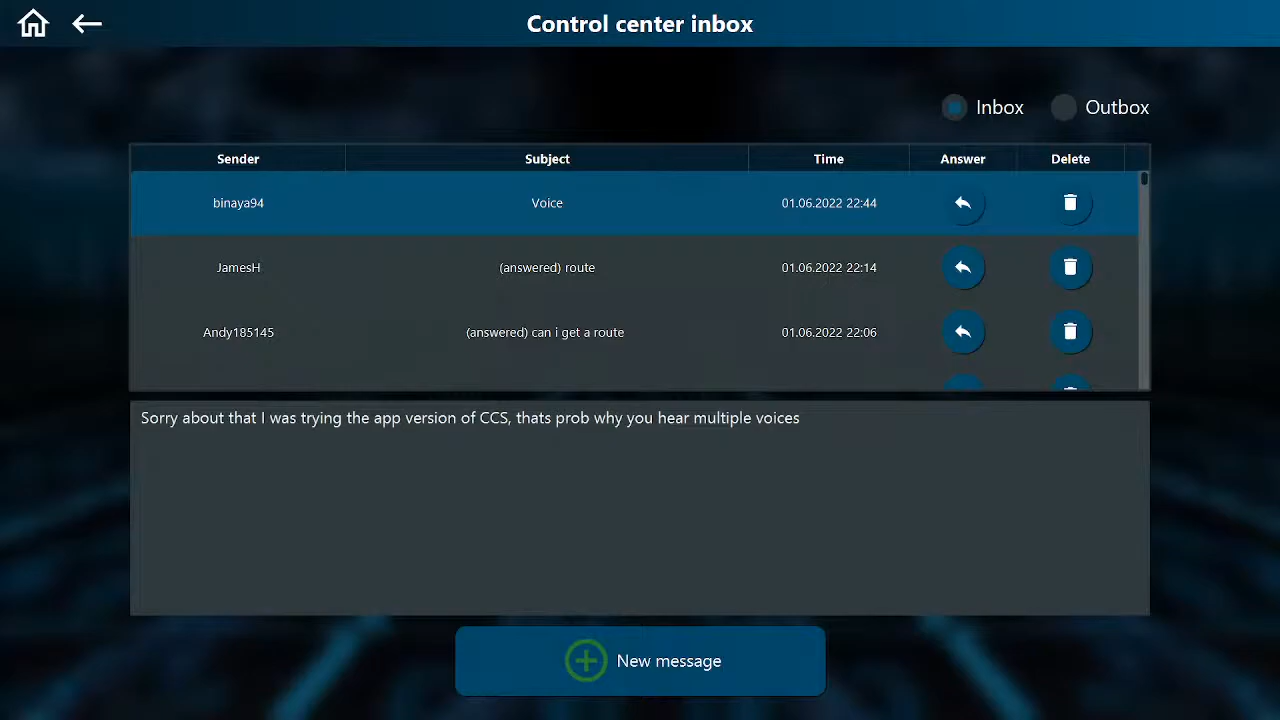 Control center inbox
Inbox
Outbox
Sender Subject Time Answer Delete
binaya94 Voice 01.06.2022 22:44
JamesH (answered) route 01.06.2022 22:14
Andy185145 (answered) can i get a route 01.06.2022 22:06
Sorry about that I was trying the app version of CCS, thats prob why you hear multiple voices
New message